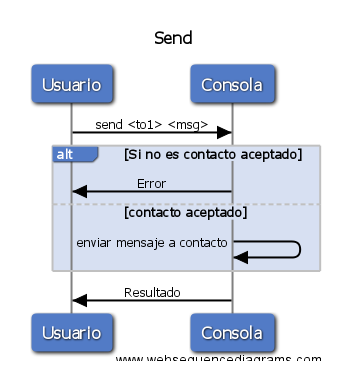 Send
Usuario
Consola
send <to1> <msg>
alt
[Si no es contacto aceptado]
Error
[contacto aceptado]
enviar mensaje a contacto
Resultado
Usuario
Consola
www.websequencediagrams.com